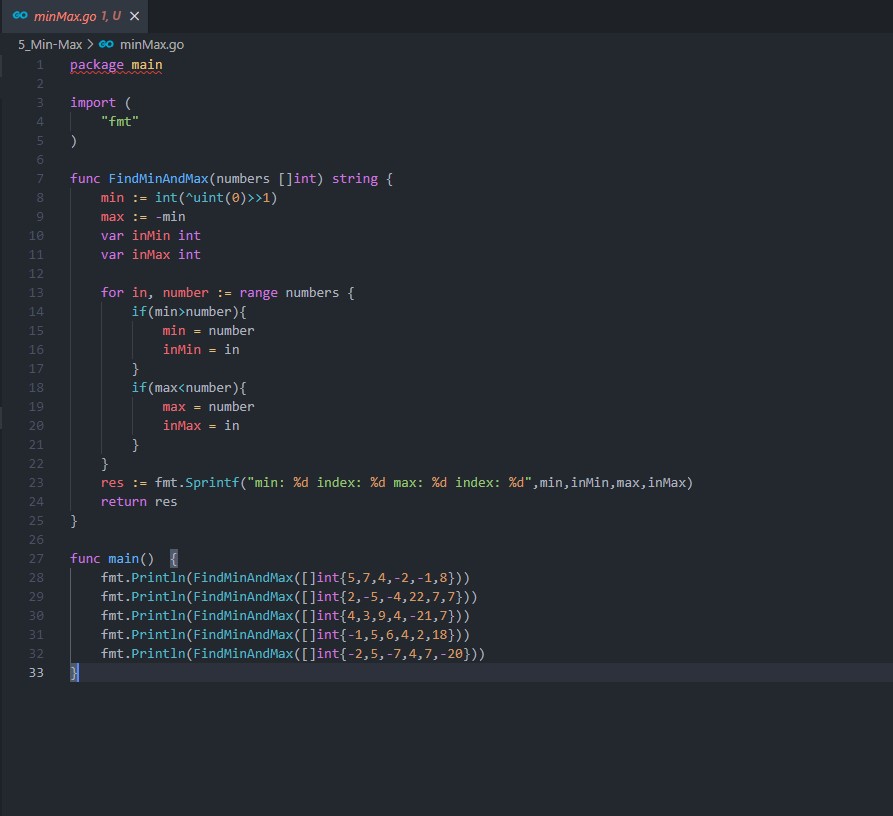 GO minMax.go 1, U ×
5_Min-Max > GO minMax.go
1 package main
2
3 import (
4 "fmt"
5 )
6
7 func FindMinAndMax(numbers []int) string {
8 min := int(^uint(0)>>1)
9 max := -min
10 var inMin int
11 var inMax int
12
13 for in, number := range numbers {
14 if(min>number){
15 min = number
16 inMin = in
17 }
18 if(max<number){
19 max = number
20 inMax = in
21 }
22 }
23 res := fmt.Sprintf("min: %d index: %d max: %d index: %d",min,inMin,max,inMax)
24 return res
25 }
26
27 func main()  {
28 fmt.Println(FindMinAndMax([]int{5,7,4,-2,-1,8}))
29 fmt.Println(FindMinAndMax([]int{2,-5,-4,22,7,7}))
30 fmt.Println(FindMinAndMax([]int{4,3,9,4,-21,7}))
31 fmt.Println(FindMinAndMax([]int{-1,5,6,4,2,18}))
32 fmt.Println(FindMinAndMax([]int{-2,5,-7,4,7,-20}))
33 }